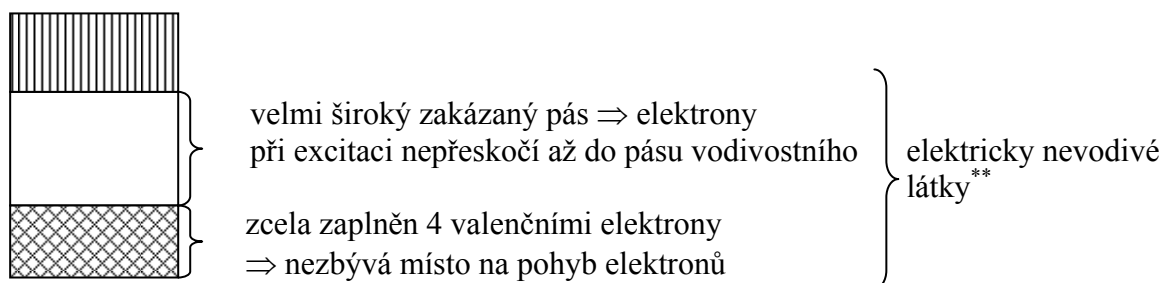 velmi široký zakázaný pás ⇒ elektrony
při excitaci nepřeskočí až do pásu vodivostního
zcela zaplněn 4 valenčními elektrony
⇒ nezbývá místo na pohyb elektronů
elektricky nevodivé
látky**